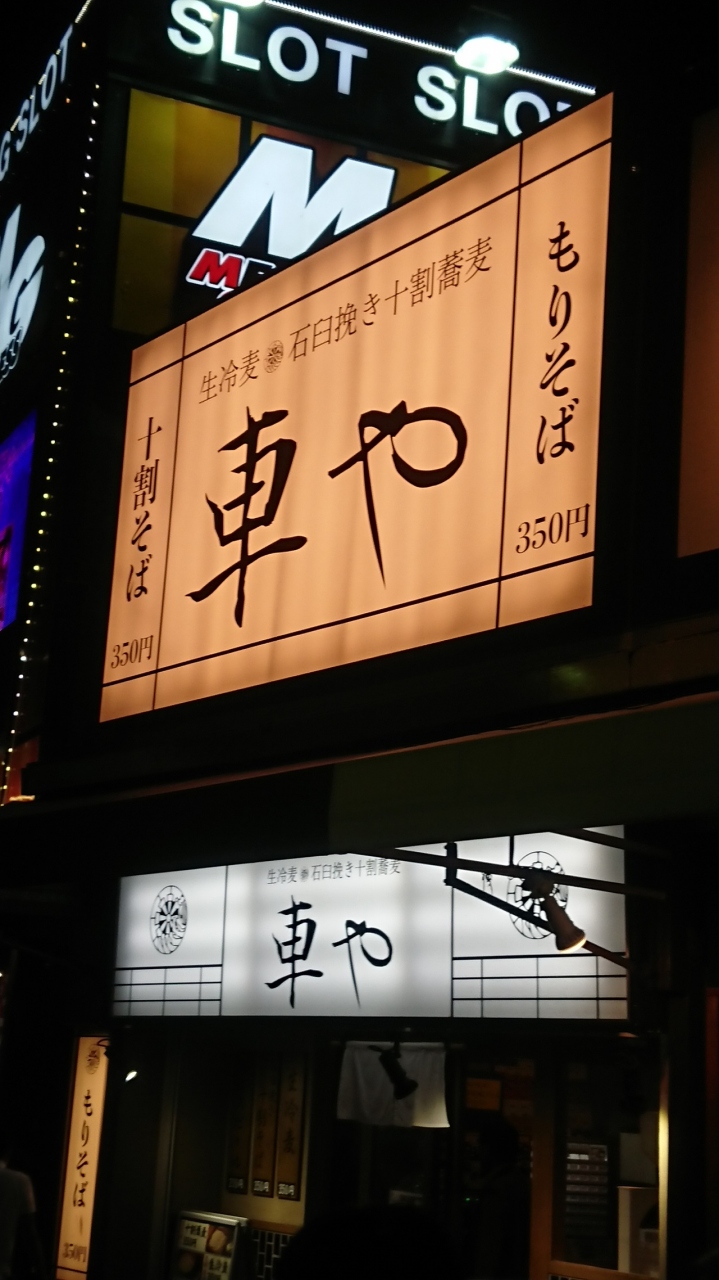 SLOT SLOT
SLOT
M
生冷麦 石臼挽き十割蕎麦
車や
もりそば
350円
十割そば
350円
生冷麦 石臼挽き十割蕎麦
車や
もりそば
350円